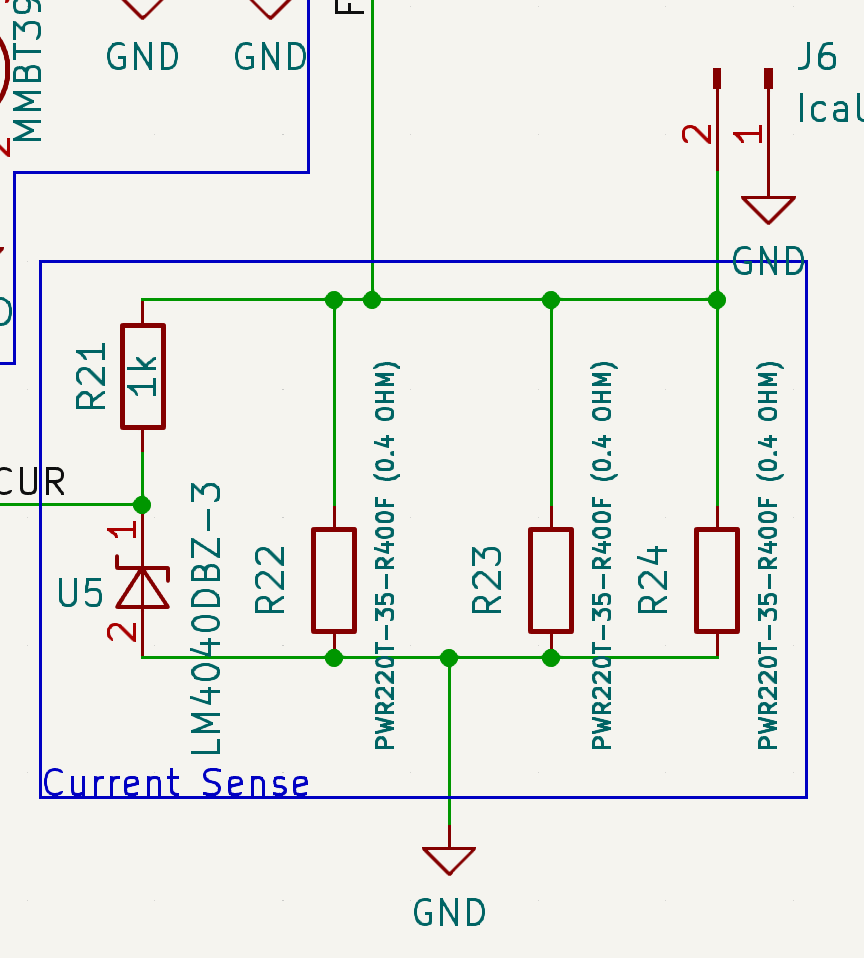 MMBT39
2
GND
GND
F
J6
Ical
2
1
GND
R21
1k
CUR
1
U5
2
LM4040DBZ-3
R22
PWR220T-35-R400F (0.4 OHM)
R23
PWR220T-35-R400F (0.4 OHM)
R24
PWR220T-35-R400F (0.4 OHM)
Current Sense
GND